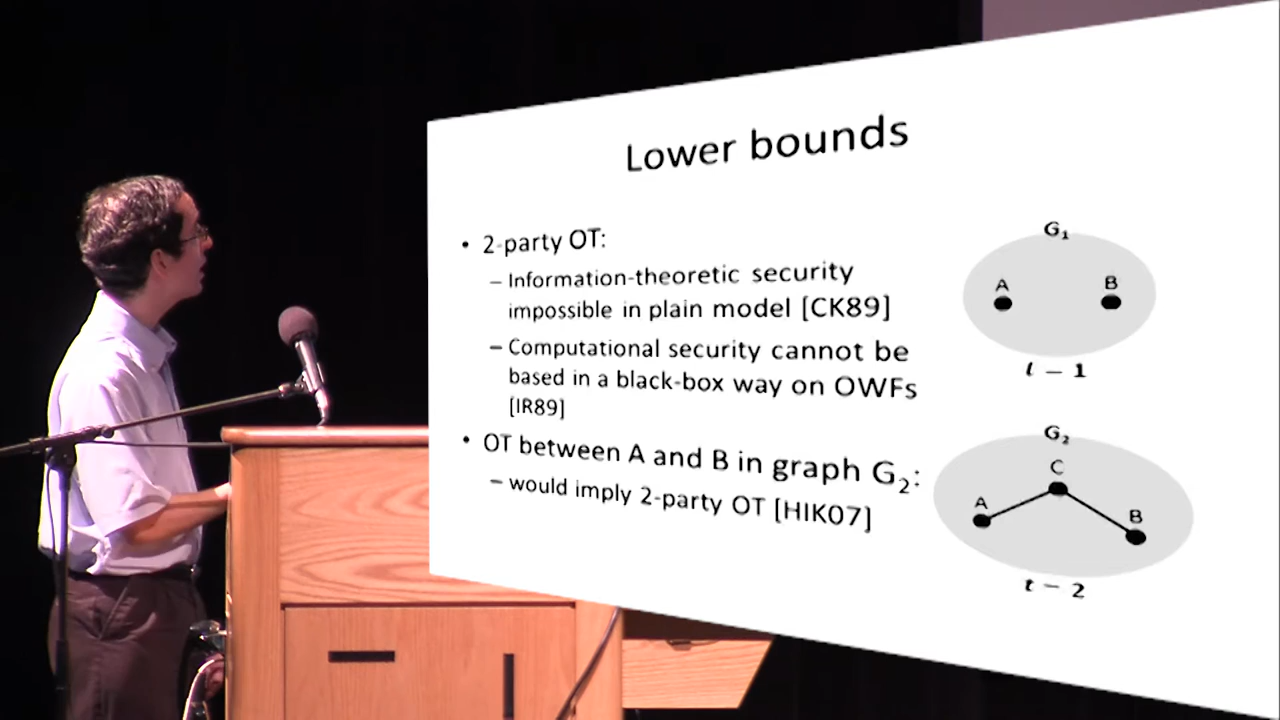 Lower bounds
• 2-party OT:
– Information-theoretic security
impossible in plain model [CK89]
– Computational security cannot be
based in a black-box way on OWFs
[IR89]
• OT between A and B in graph G₂:
– would imply 2-party OT [HIK07]
G₁
A B
t – 1
G₂
C
A
B
t – 2